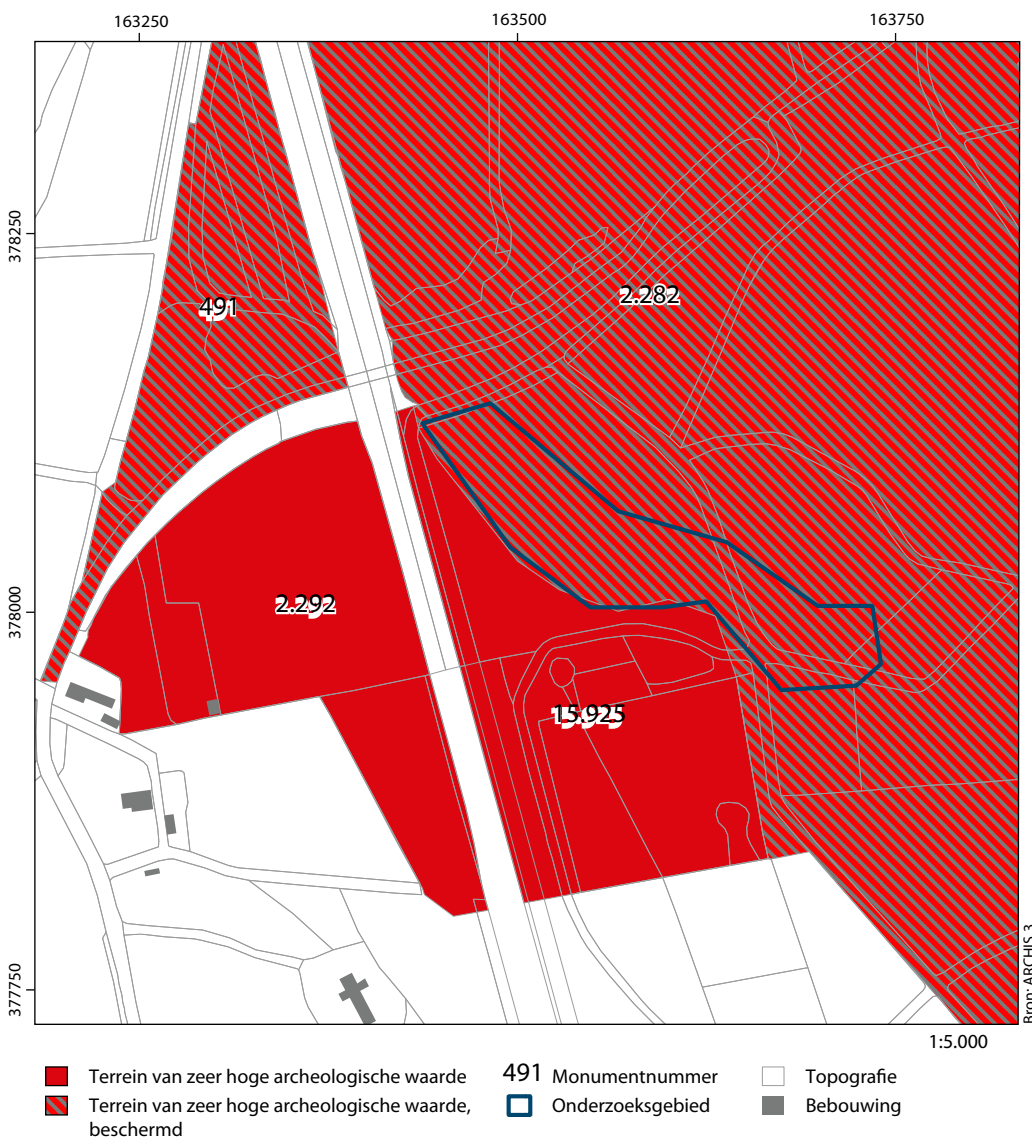 163250
163500
163750
378250
378000
377750
491
2.282
2.292
15.925
Bron: ARCHIS 3
1:5.000
Terrein van zeer hoge archeologische waarde
Terrein van zeer hoge archeologische waarde,
beschermd
491 Monumentnummer
Onderzoeksgebied
Topografie
Bebouwing